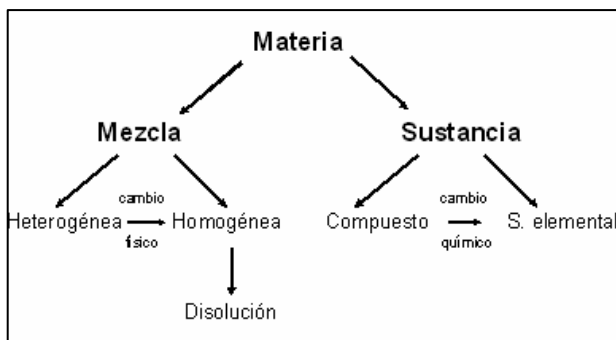 Materia
Mezcla
Sustancia
cambio
cambio
Heterogénea
Homogénea
Compuesto
S. elemental
físico
químico
Disolución